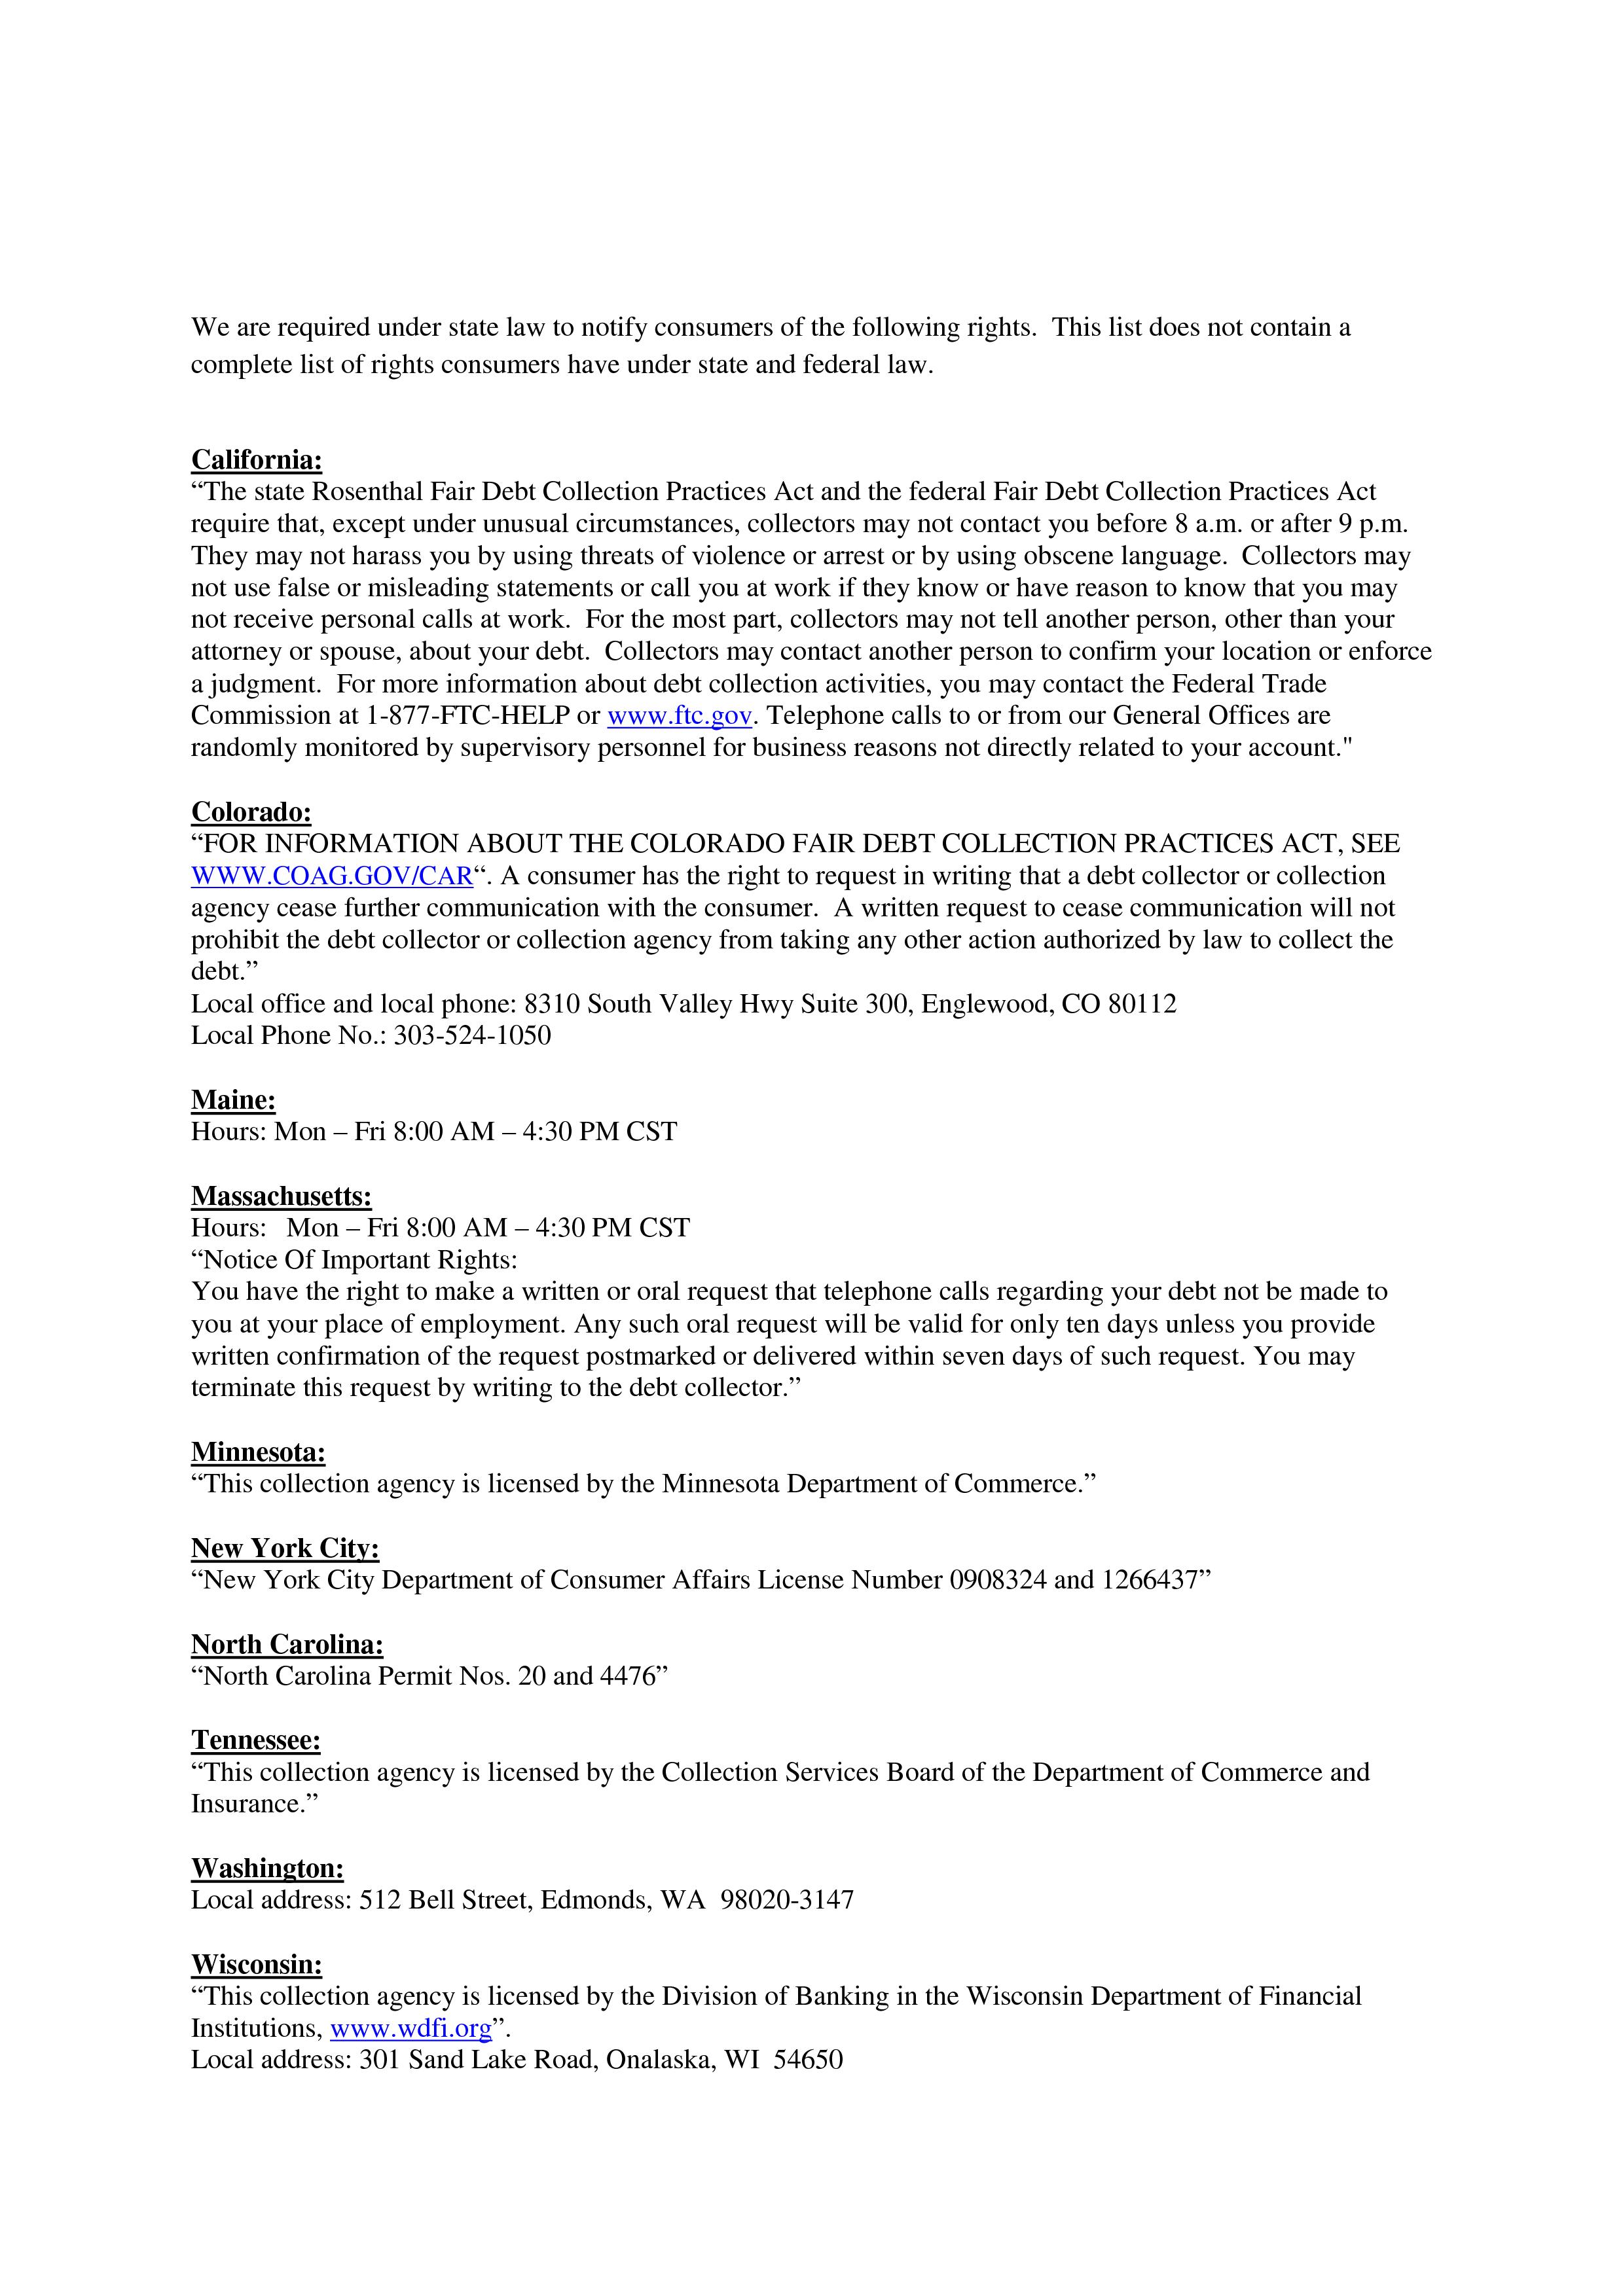 We are required under state law to notify consumers of the following rights.  This list does not contain a
complete list of rights consumers have under state and federal law.
California:
“The state Rosenthal Fair Debt Collection Practices Act and the federal Fair Debt Collection Practices Act
require that, except under unusual circumstances, collectors may not contact you before 8 a.m. or after 9 p.m.
They may not harass you by using threats of violence or arrest or by using obscene language.  Collectors may
not use false or misleading statements or call you at work if they know or have reason to know that you may
not receive personal calls at work.  For the most part, collectors may not tell another person, other than your
attorney or spouse, about your debt.  Collectors may contact another person to confirm your location or enforce
a judgment.  For more information about debt collection activities, you may contact the Federal Trade
Commission at 1-877-FTC-HELP or www.ftc.gov. Telephone calls to or from our General Offices are
randomly monitored by supervisory personnel for business reasons not directly related to your account."
Colorado:
“FOR INFORMATION ABOUT THE COLORADO FAIR DEBT COLLECTION PRACTICES ACT, SEE
WWW.COAG.GOV/CAR“. A consumer has the right to request in writing that a debt collector or collection
agency cease further communication with the consumer.  A written request to cease communication will not
prohibit the debt collector or collection agency from taking any other action authorized by law to collect the
debt.”
Local office and local phone: 8310 South Valley Hwy Suite 300, Englewood, CO 80112
Local Phone No.: 303-524-1050
Maine:
Hours: Mon – Fri 8:00 AM – 4:30 PM CST
Massachusetts:
Hours:   Mon – Fri 8:00 AM – 4:30 PM CST
“Notice Of Important Rights:
You have the right to make a written or oral request that telephone calls regarding your debt not be made to
you at your place of employment. Any such oral request will be valid for only ten days unless you provide
written confirmation of the request postmarked or delivered within seven days of such request. You may
terminate this request by writing to the debt collector.”
Minnesota:
“This collection agency is licensed by the Minnesota Department of Commerce.”
New York City:
“New York City Department of Consumer Affairs License Number 0908324 and 1266437”
North Carolina:
“North Carolina Permit Nos. 20 and 4476”
Tennessee:
“This collection agency is licensed by the Collection Services Board of the Department of Commerce and
Insurance.”
Washington:
Local address: 512 Bell Street, Edmonds, WA  98020-3147
Wisconsin:
“This collection agency is licensed by the Division of Banking in the Wisconsin Department of Financial
Institutions, www.wdfi.org”.
Local address: 301 Sand Lake Road, Onalaska, WI  54650